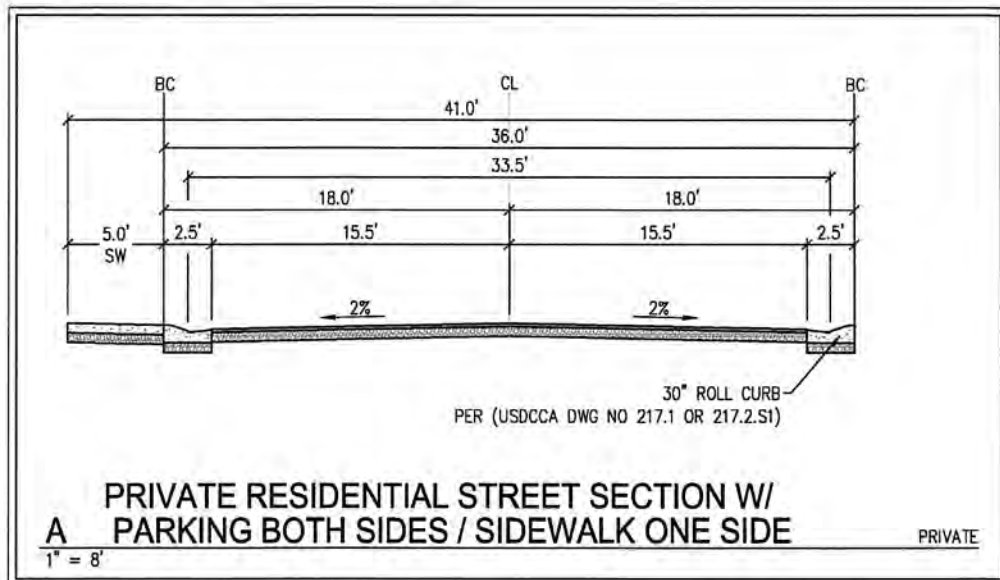 BC CL BC
41.0'
36.0'
33.5'
18.0' 18.0'
5.0' 2.5' 15.5' 15.5' 2.5'
SW
2% 2%
30" ROLL CURB
PER (USDCCA DWG NO 217.1 OR 217.2.S1)
PRIVATE RESIDENTIAL STREET SECTION W/
A PARKING BOTH SIDES / SIDEWALK ONE SIDE PRIVATE
1" = 8'